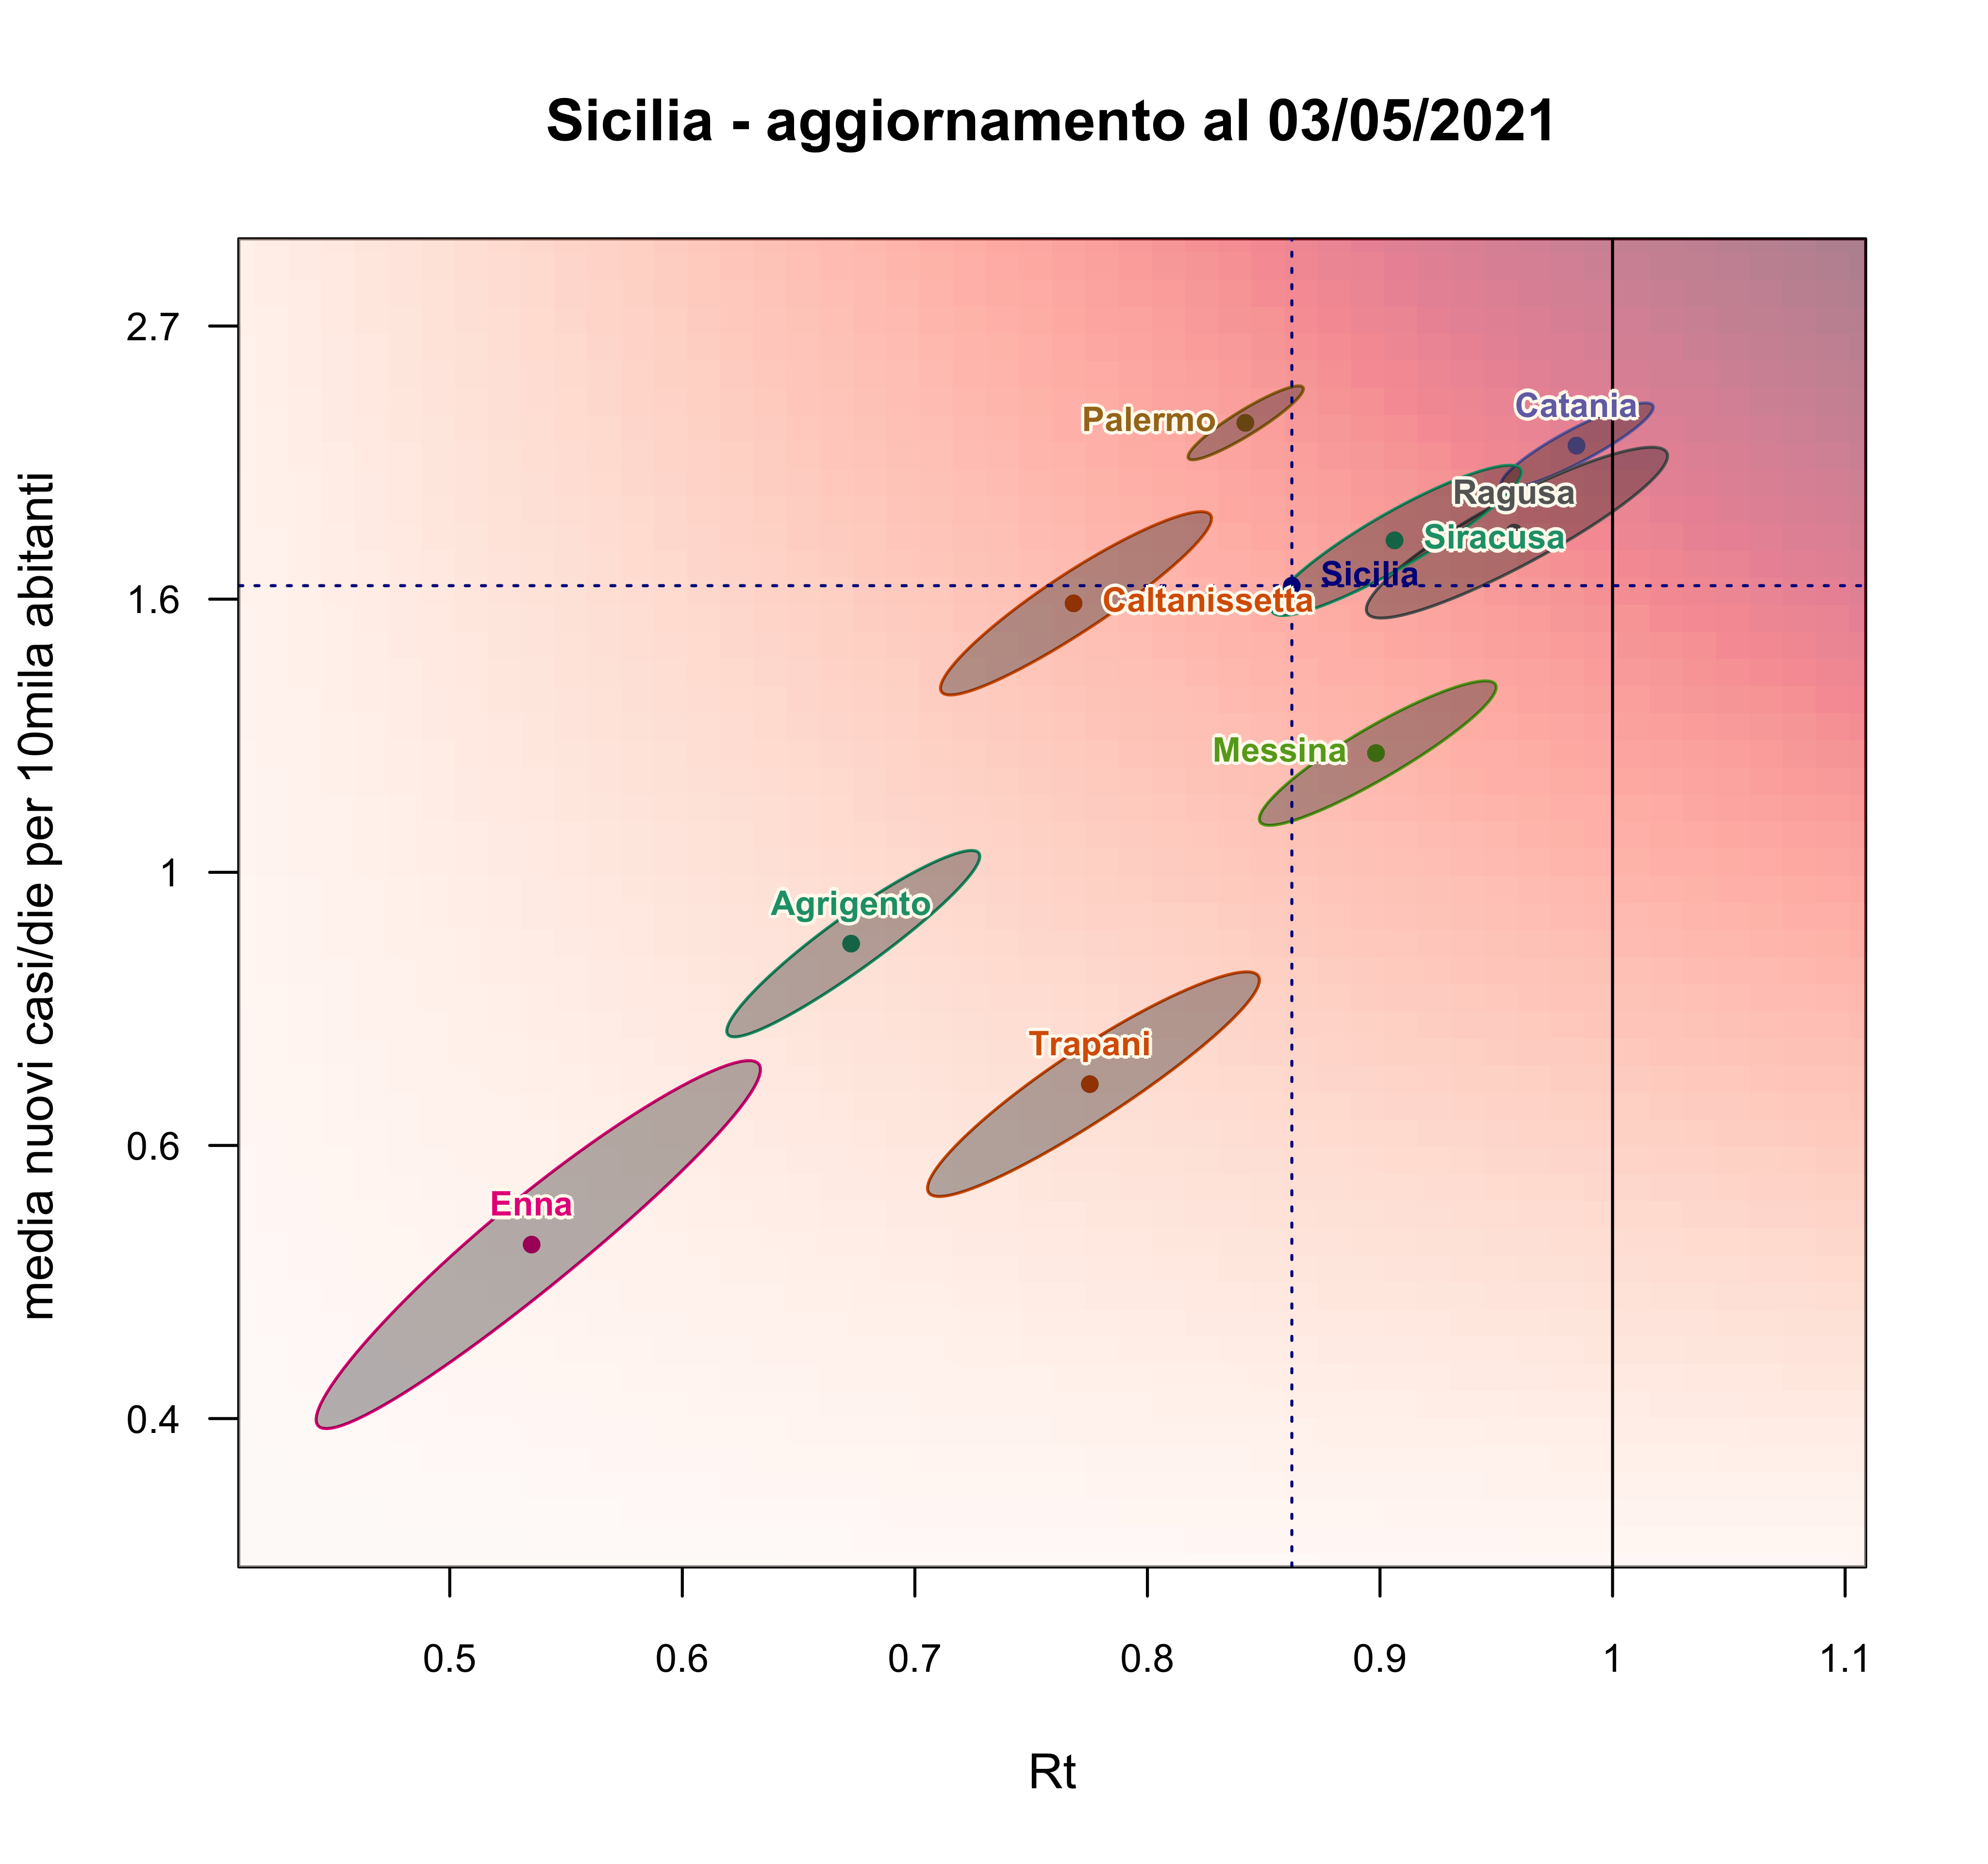 Sicilia - aggiornamento al 03/05/2021
media nuovi casi/die per 10mila abitanti
2.7
1.6
1
0.6
0.4
Palermo
Catania
Ragusa
Siracusa
Sicilia
Caltanissetta
Messina
Agrigento
Trapani
Enna
0.5 0.6 0.7 0.8 0.9 1 1.1
Rt